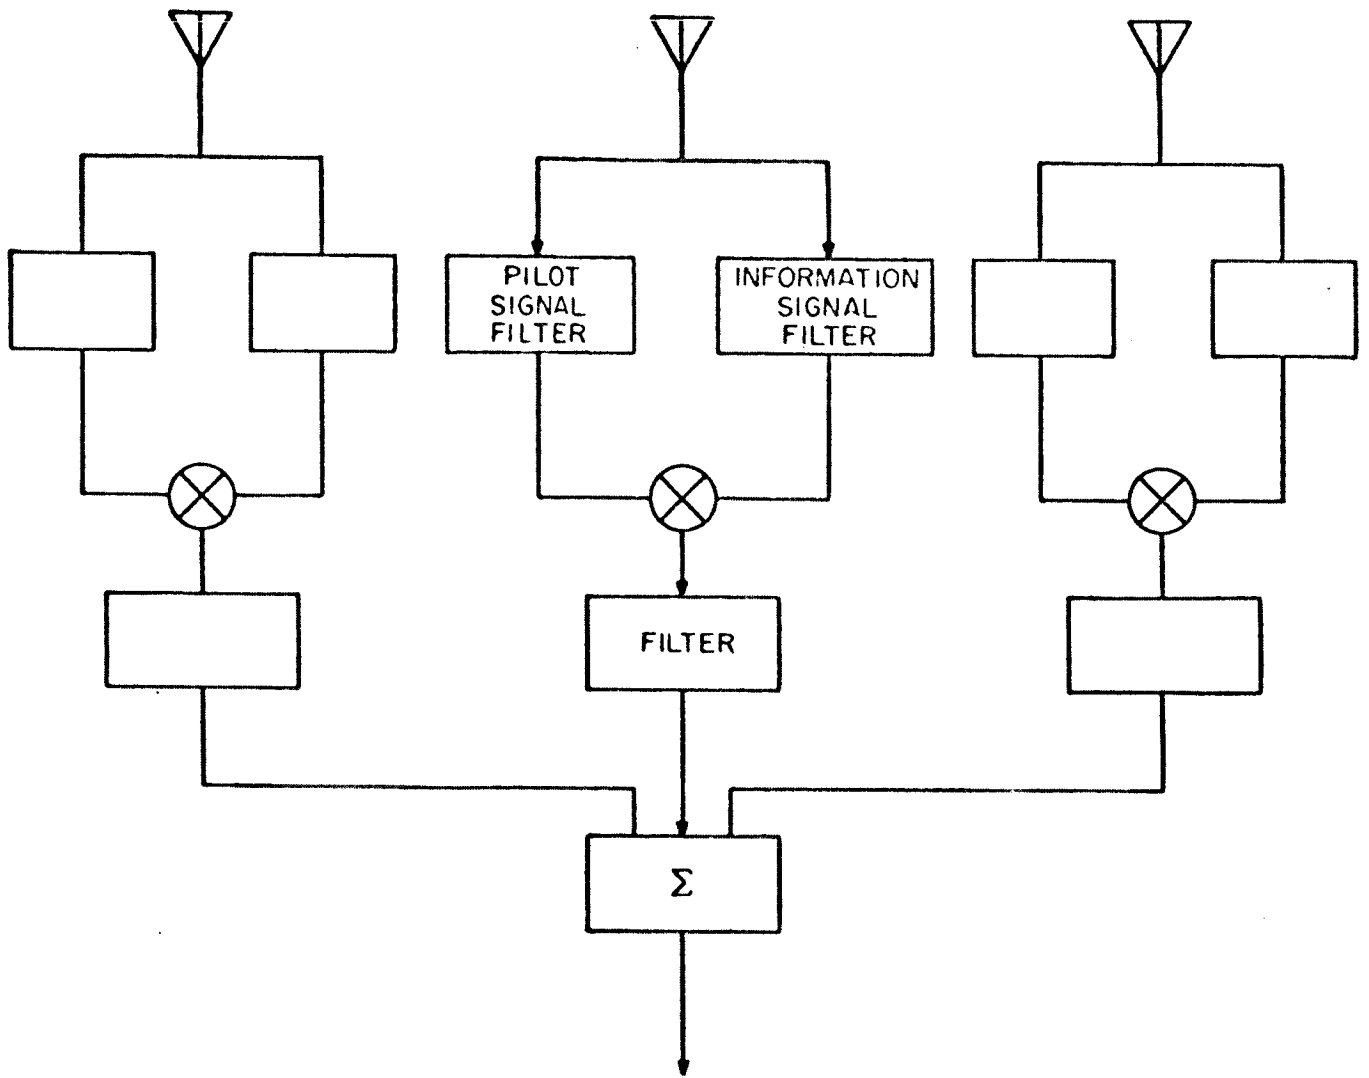 PILOT
SIGNAL
FILTER
INFORMATION
SIGNAL
FILTER
FILTER
Σ